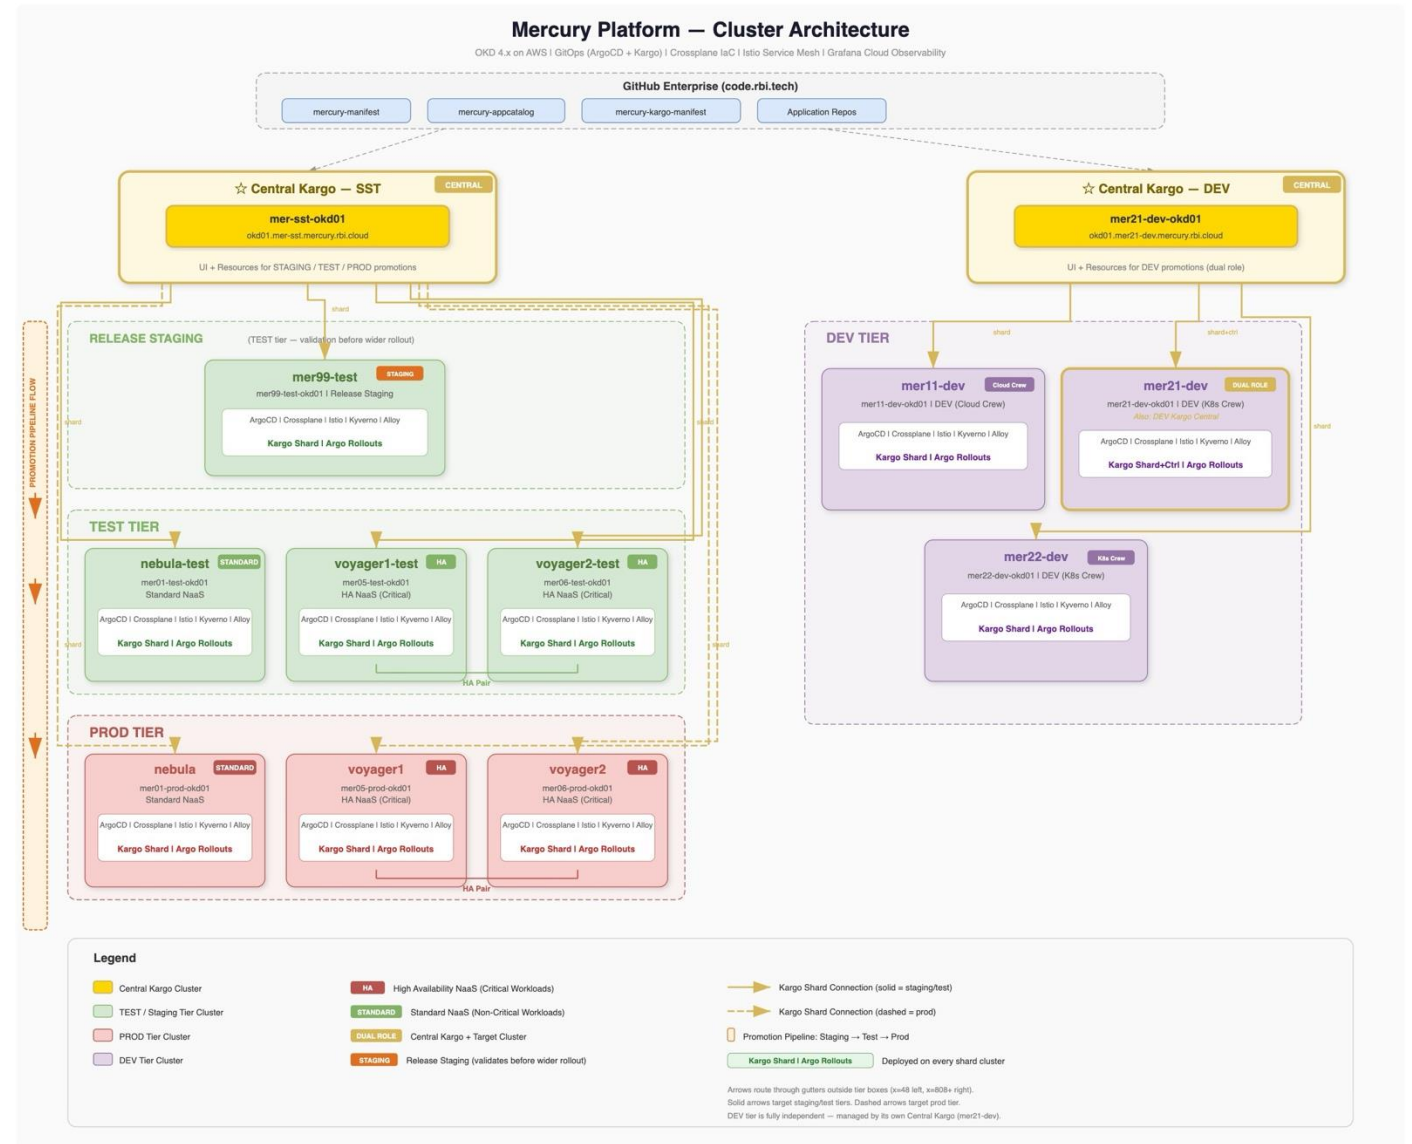 Mercury Platform — Cluster Architecture
OKD 4.x on AWS | GitOps (ArgoCD + Kargo) | Crossplane IaC | Istio Service Mesh | Grafana Cloud Observability
GitHub Enterprise (code.rbi.tech)
mercury-manifest
mercury-appcatalog
mercury-kargo-manifest
Application Repos
☆ Central Kargo — SST
CENTRAL
mer-sst-okd01
okd01.mer-sst.mercury.rbi.cloud
UI + Resources for STAGING / TEST / PROD promotions
☆ Central Kargo — DEV
CENTRAL
mer21-dev-okd01
okd01.mer21-dev.mercury.rbi.cloud
UI + Resources for DEV promotions (dual role)
shard
PROMOTION PIPELINE FLOW
RELEASE STAGING
(TEST tier — validation before wider rollout)
mer99-test
STAGING
mer99-test-okd01 | Release Staging
ArgoCD | Crossplane | Istio | Kyverno | Alloy
Kargo Shard | Argo Rollouts
shard
shard
TEST TIER
nebula-test
STANDARD
mer01-test-okd01
Standard NaaS
ArgoCD | Crossplane | Istio | Kyverno | Alloy
Kargo Shard | Argo Rollouts
voyager1-test
HA
mer05-test-okd01
HA NaaS (Critical)
ArgoCD | Crossplane | Istio | Kyverno | Alloy
Kargo Shard | Argo Rollouts
voyager2-test
HA
mer06-test-okd01
HA NaaS (Critical)
ArgoCD | Crossplane | Istio | Kyverno | Alloy
Kargo Shard | Argo Rollouts
shard
shard
HA Pair
PROD TIER
nebula
STANDARD
mer01-prod-okd01
Standard NaaS
ArgoCD | Crossplane | Istio | Kyverno | Alloy
Kargo Shard | Argo Rollouts
voyager1
HA
mer05-prod-okd01
HA NaaS (Critical)
ArgoCD | Crossplane | Istio | Kyverno | Alloy
Kargo Shard | Argo Rollouts
voyager2
HA
mer06-prod-okd01
HA NaaS (Critical)
ArgoCD | Crossplane | Istio | Kyverno | Alloy
Kargo Shard | Argo Rollouts
HA Pair
DEV TIER
shard
shard+ctrl
shard
mer11-dev
Cloud Crew
mer11-dev-okd01 | DEV (Cloud Crew)
ArgoCD | Crossplane | Istio | Kyverno | Alloy
Kargo Shard | Argo Rollouts
mer21-dev
DUAL ROLE
mer21-dev-okd01 | DEV (K8s Crew)
Also: DEV Kargo Central
ArgoCD | Crossplane | Istio | Kyverno | Alloy
Kargo Shard+Ctrl | Argo Rollouts
mer22-dev
K8s Crew
mer22-dev-okd01 | DEV (K8s Crew)
ArgoCD | Crossplane | Istio | Kyverno | Alloy
Kargo Shard | Argo Rollouts
Legend
Central Kargo Cluster
TEST / Staging Tier Cluster
PROD Tier Cluster
DEV Tier Cluster
HA High Availability NaaS (Critical Workloads)
STANDARD Standard NaaS (Non-Critical Workloads)
DUAL ROLE Central Kargo + Target Cluster
STAGING Release Staging (validates before wider rollout)
Kargo Shard Connection (solid = staging/test)
Kargo Shard Connection (dashed = prod)
Promotion Pipeline: Staging → Test → Prod
Kargo Shard | Argo Rollouts Deployed on every shard cluster
Arrows route through gutters outside tier boxes (x=48 left, x=808+ right).
Solid arrows target staging/test tiers. Dashed arrows target prod tier.
DEV tier is fully independent — managed by its own Central Kargo (mer21-dev).